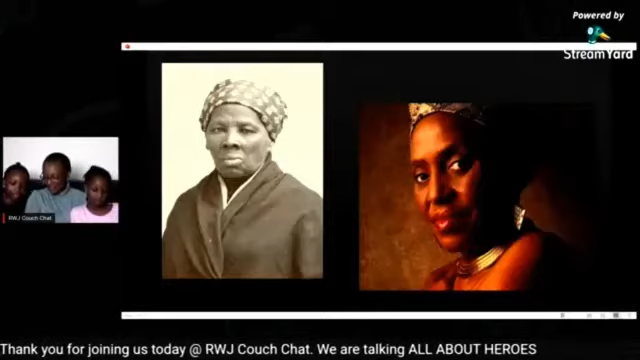 Powered by
StreamYard
RWJ Couch Chat
Thank you for joining us today @ RWJ Couch Chat. We are talking ALL ABOUT HEROES